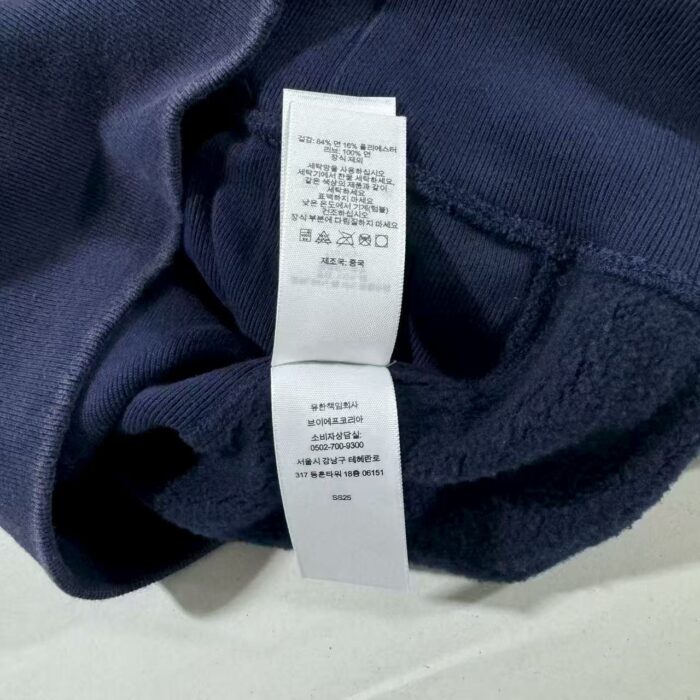 겉감: 84% 면 16% 폴리에스터
리브: 100% 면
장식 제외
세탁망을 사용하십시오
세탁기에서 찬물 세탁하세요,
같은 색상의 제품과 같이
세탁하세요
표백하지 마세요
낮은 온도에서 기계(텀블)
건조하십시오
장식 부분에 다림질하지 마세요
제조국: 중국
유한책임회사
브이에프코리아
소비자상담실:
0502-700-9300
서울시 강남구 테헤란로
317 동훈타워 18층 06151
SS25